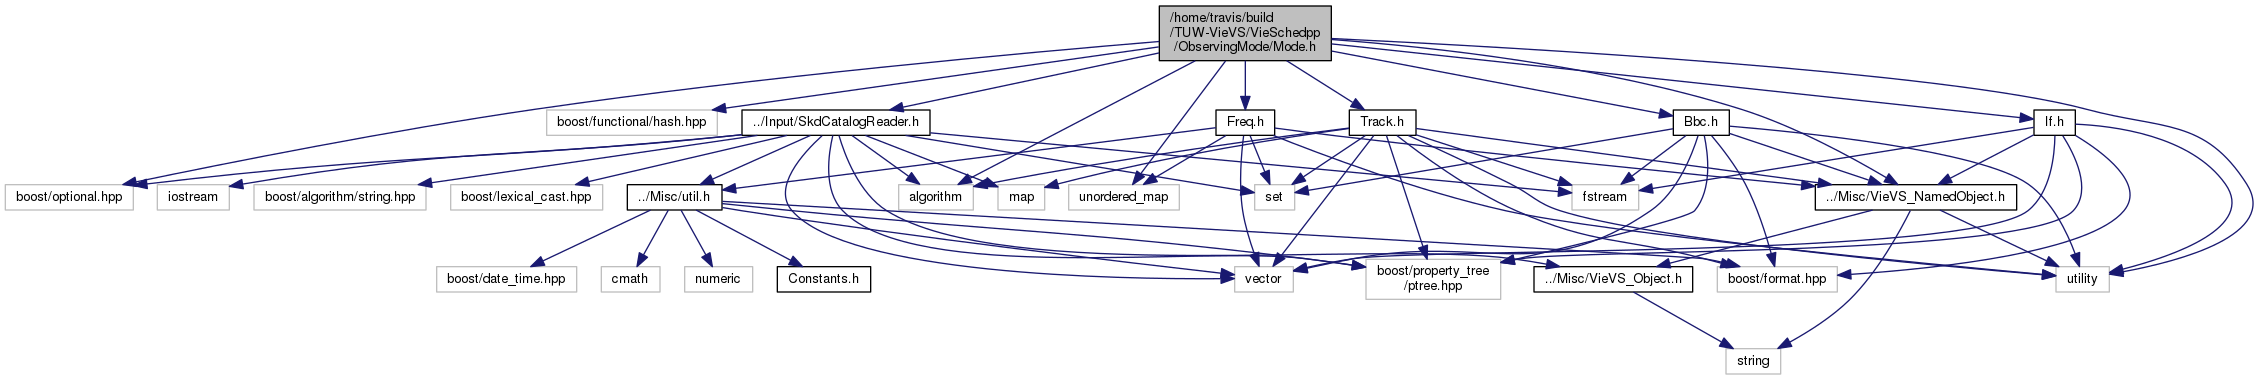 /home/travis/build
/TUW-VieVS/VieSchedpp
/ObservingMode/Mode.h
boost/functional/hash.hpp
../Input/SkdCatalogReader.h
Freq.h
Track.h
Bbc.h
If.h
boost/optional.hpp
iostream
boost/algorithm/string.hpp
boost/lexical_cast.hpp
../Misc/util.h
algorithm
map
unordered_map
set
fstream
../Misc/VieVS_NamedObject.h
boost/date_time.hpp
cmath
numeric
Constants.h
vector
boost/property_tree
/ptree.hpp
../Misc/VieVS_Object.h
boost/format.hpp
utility
string